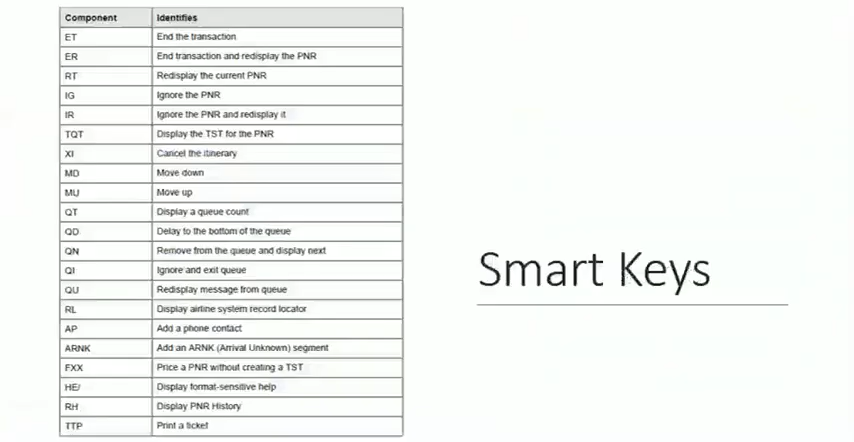 Component Identifies
ET End the transaction
ER End transaction and redisplay the PNR
RT Redisplay the current PNR
IG Ignore the PNR
IR Ignore the PNR and redisplay it
TQT Display the TST for the PNR
XI Cancel the itinerary
MD Move down
MU Move up
QT Display a queue count
QD Delay to the bottom of the queue
QN Remove from the queue and display next
QI Ignore and exit queue
QU Redisplay message from queue
RL Display airline system record locator
AP Add a phone contact
ARNK Add an ARNK (Arrival Unknown) segment
FXX Price a PNR without creating a TST
HE/ Display format-sensitive help
RH Display PNR History
TTP Print a ticket
Smart Keys